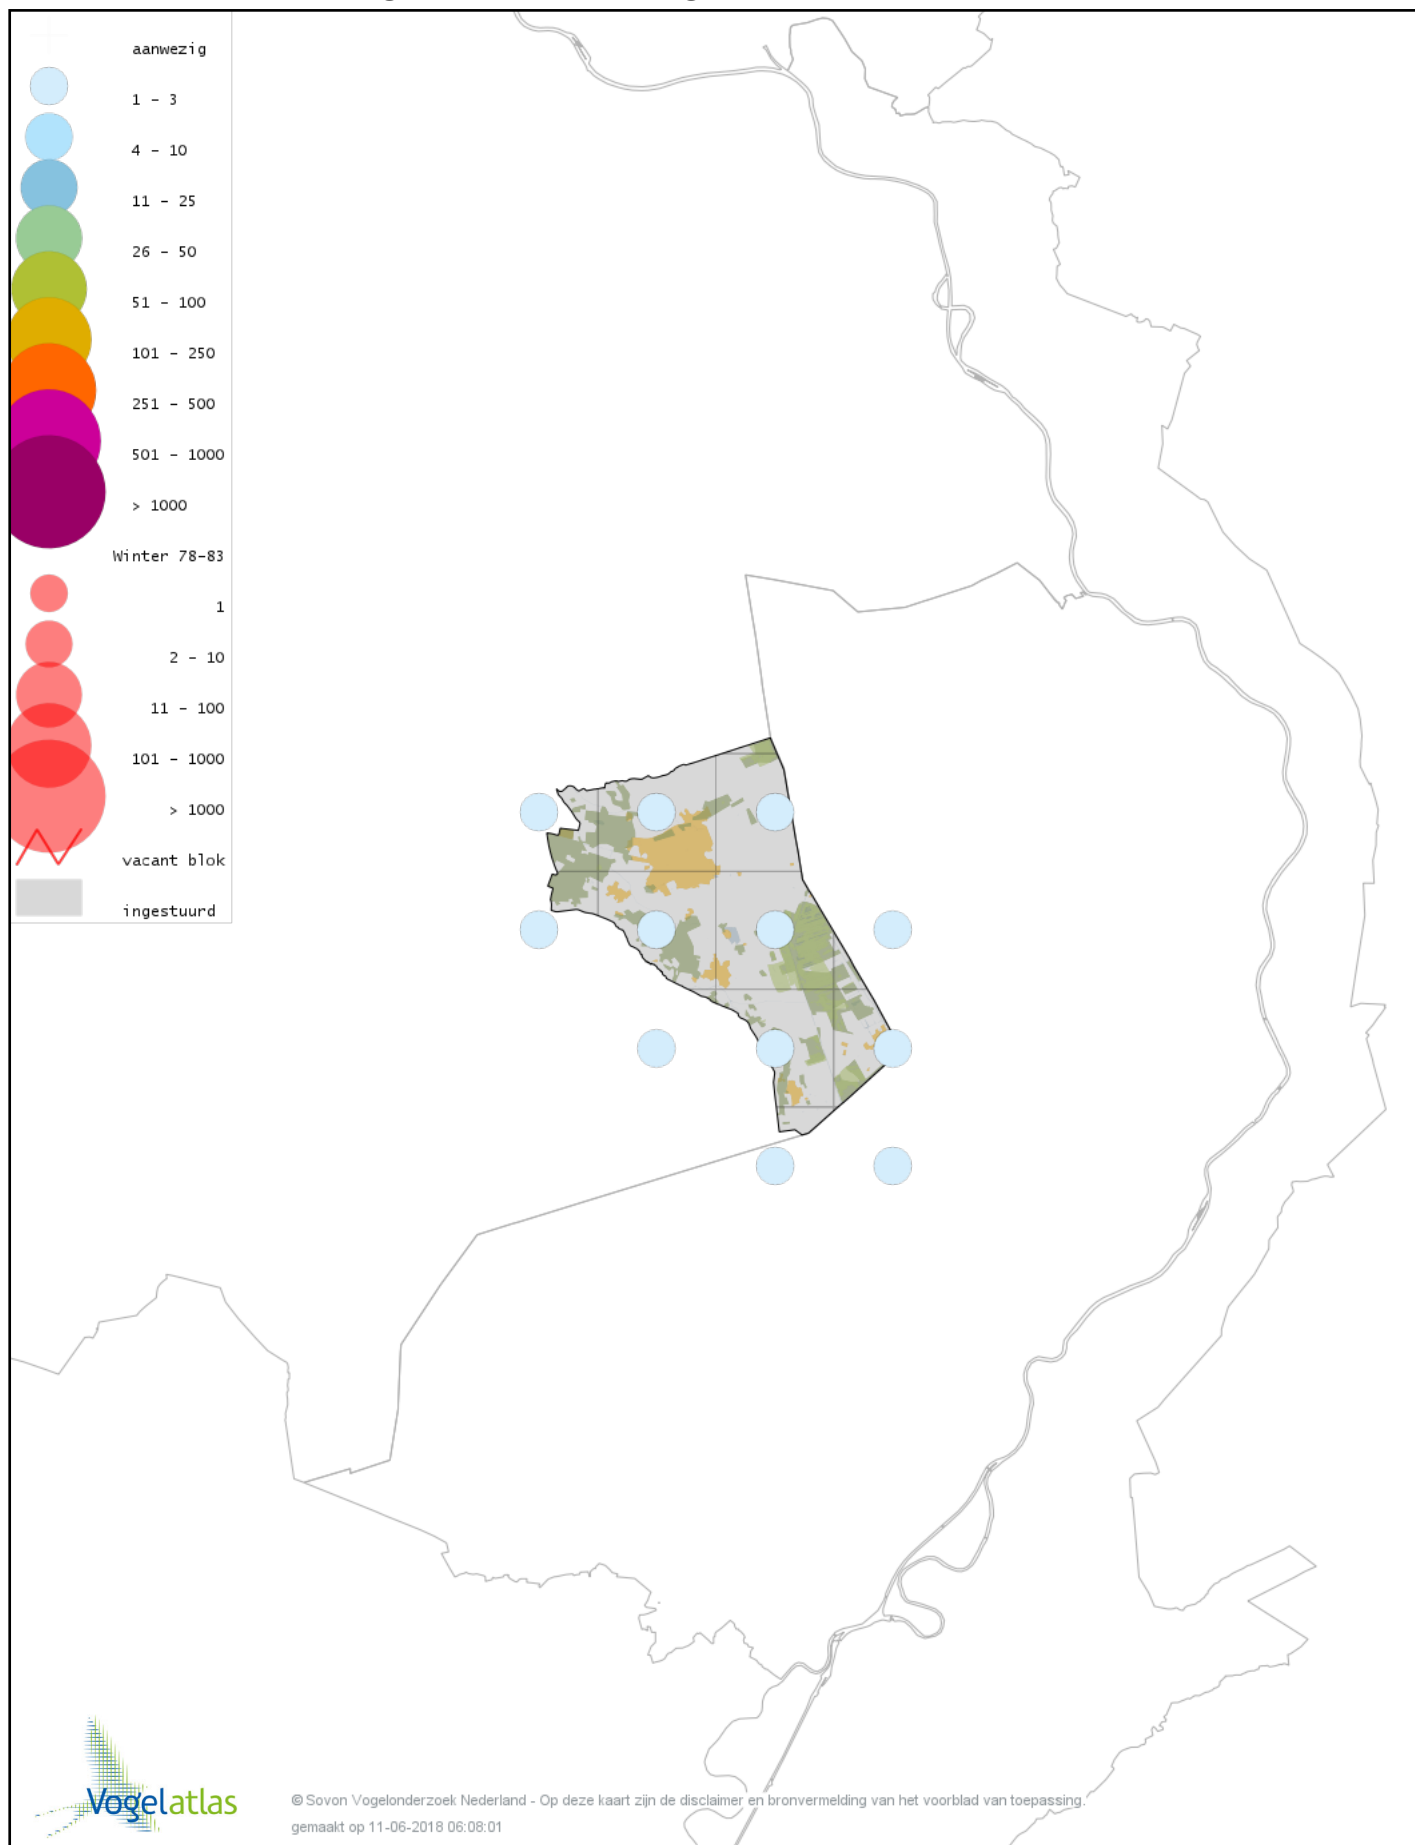 aanwezig
1 - 3
4 - 10
11 - 25
26 - 50
51 - 100
101 - 250
251 - 500
501 - 1000
> 1000
Winter 78-83
1
2 - 10
11 - 100
101 - 1000
> 1000
vacant blok
ingestuurd
Vogelatlas
© Sovon Vogelonderzoek Nederland - Op deze kaart zijn de disclaimer en bronvermelding van het voorblad van toepassing.
gemaakt op 11-06-2018 06:08:01